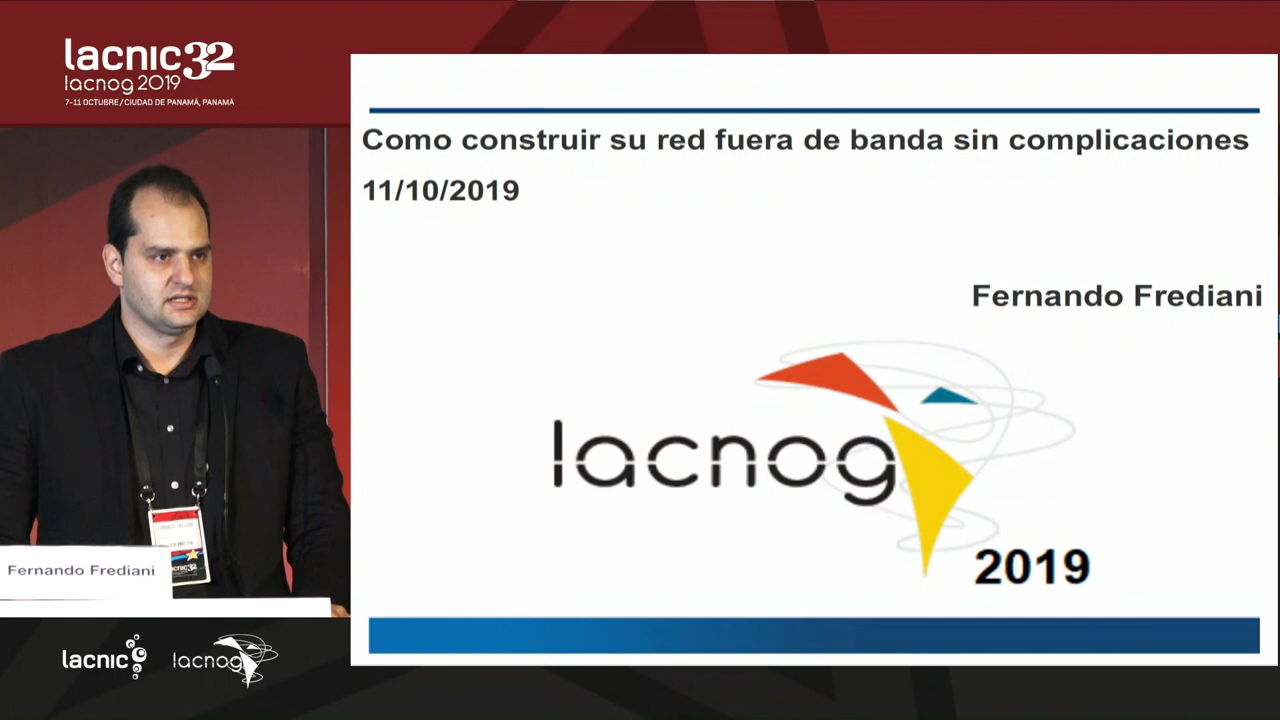 lacnic32
lacnog 2019
7-11 OCTUBRE / CIUDAD DE PANAMÁ, PANAMÁ
Como construir su red fuera de banda sin complicaciones
11/10/2019
Fernando Frediani
lacnog
2019
Fernando Frediani
lacnic32
lacnic
lacnog